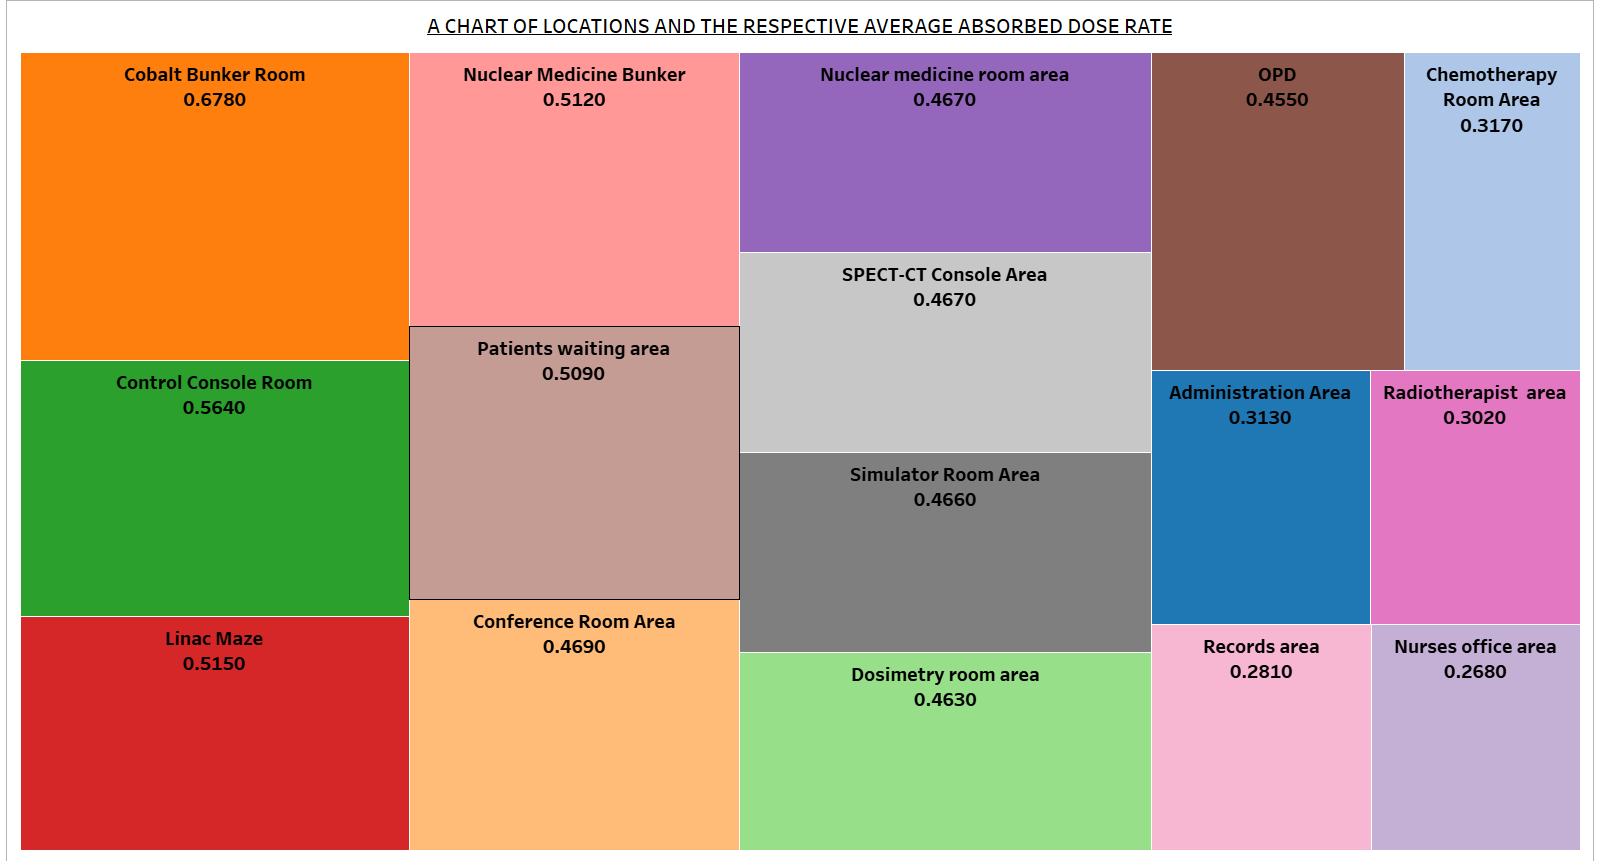 A CHART OF LOCATIONS AND THE RESPECTIVE AVERAGE ABSORBED DOSE RATE
Cobalt Bunker Room
0.6780
Control Console Room
0.5640
Linac Maze
0.5150
Nuclear Medicine Bunker
0.5120
Patients waiting area
0.5090
Conference Room Area
0.4690
Nuclear medicine room area
0.4670
SPECT-CT Console Area
0.4670
Simulator Room Area
0.4660
Dosimetry room area
0.4630
OPD
0.4550
Chemotherapy
Room Area
0.3170
Administration Area
0.3130
Radiotherapist  area
0.3020
Records area
0.2810
Nurses office area
0.2680